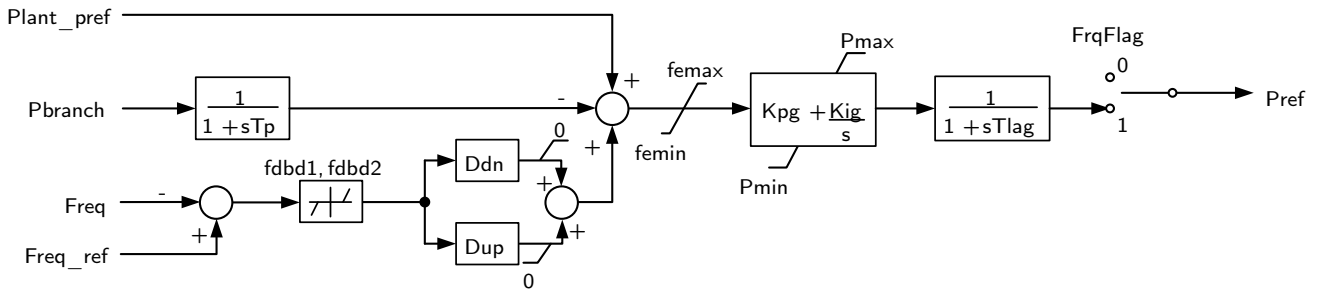 Plant_pref
FrqFlag
Pmax
0
femax
+
1
1 +sTp
-
Pbranch
Kpg +Kig
s
1
1 +sTlag
Pref
1
0
+
femin
fdbd1, fdbd2
Ddn
Pmin
+
-
Freq
+
Dup
+
Freq_ref
0